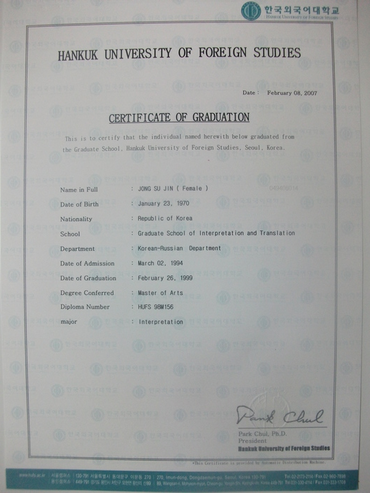 한국외국어대학교
HANKUK UNIVERSITY OF FOREIGN STUDIES
Date : February 08, 2007
CERTIFICATE OF GRADUATION
This is to certify that the individual named herewith below graduated from
the Graduate School, Hankuk University of Foreign Studies, Seoul, Korea.
Name in Full : JONG SU JIN ( Female )
Date of Birth : January 23, 1970
Nationality : Republic of Korea
School : Graduate School of Interpretation and Translation
Department : Korean-Russian Department
Date of Admission : March 02, 1994
Date of Graduation : February 26, 1999
Degree Conferred : Master of Arts
Diploma Number : HUFS 98M156
major : Interpretation
Park Chul
Park Chul, Ph.D.
President
Hankuk University of Foreign Studies